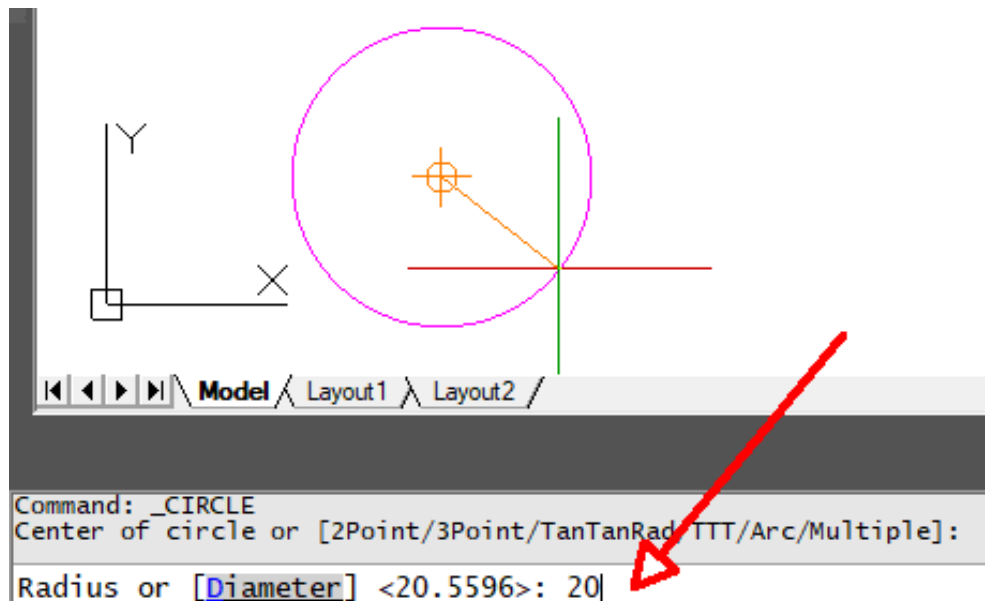 Y
X
Model Layout1 Layout2
Command: _CIRCLE
Center of circle or [2Point/3Point/TanTanRad/TTT/Arc/Multiple]:
Radius or [Diameter] <20.5596>: 20